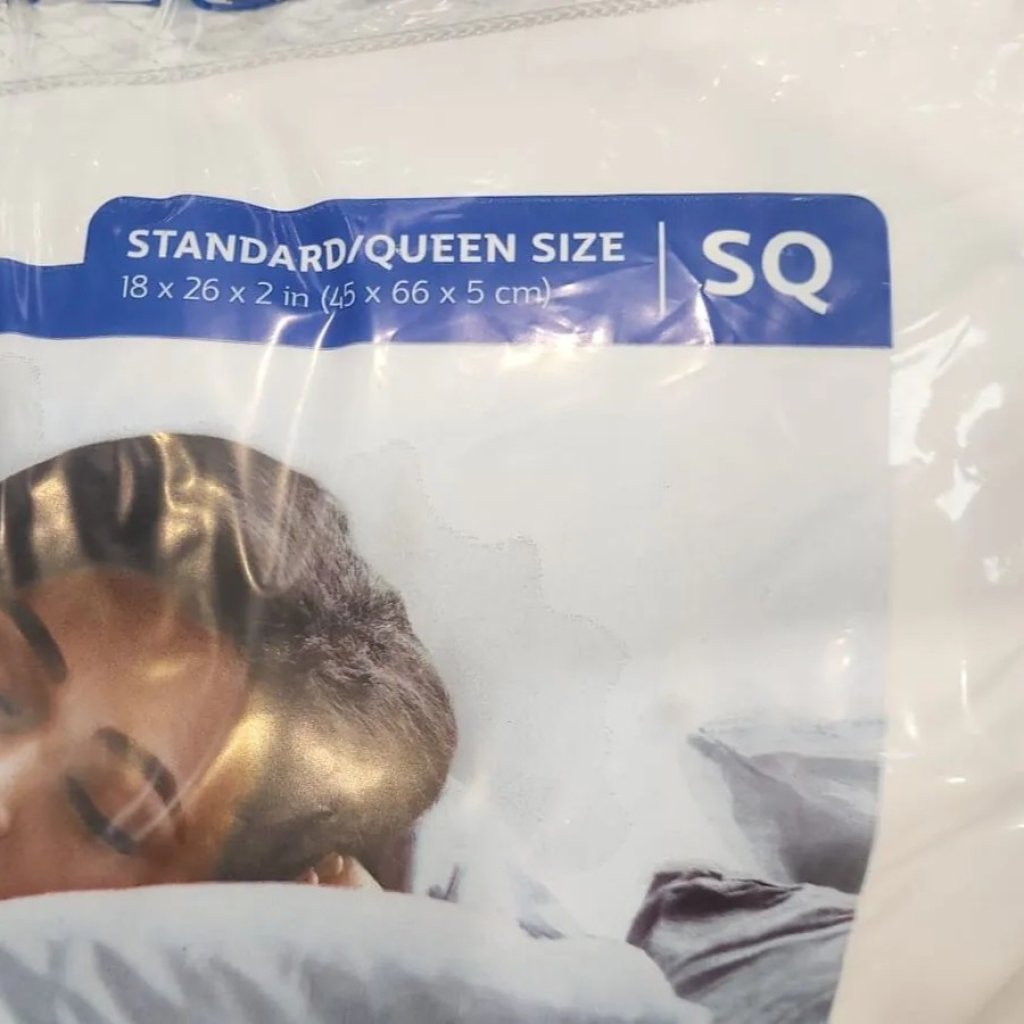 STANDARD/QUEEN SIZE
18 x 26 x 2 in (45 x 66 x 5 cm)
SQ